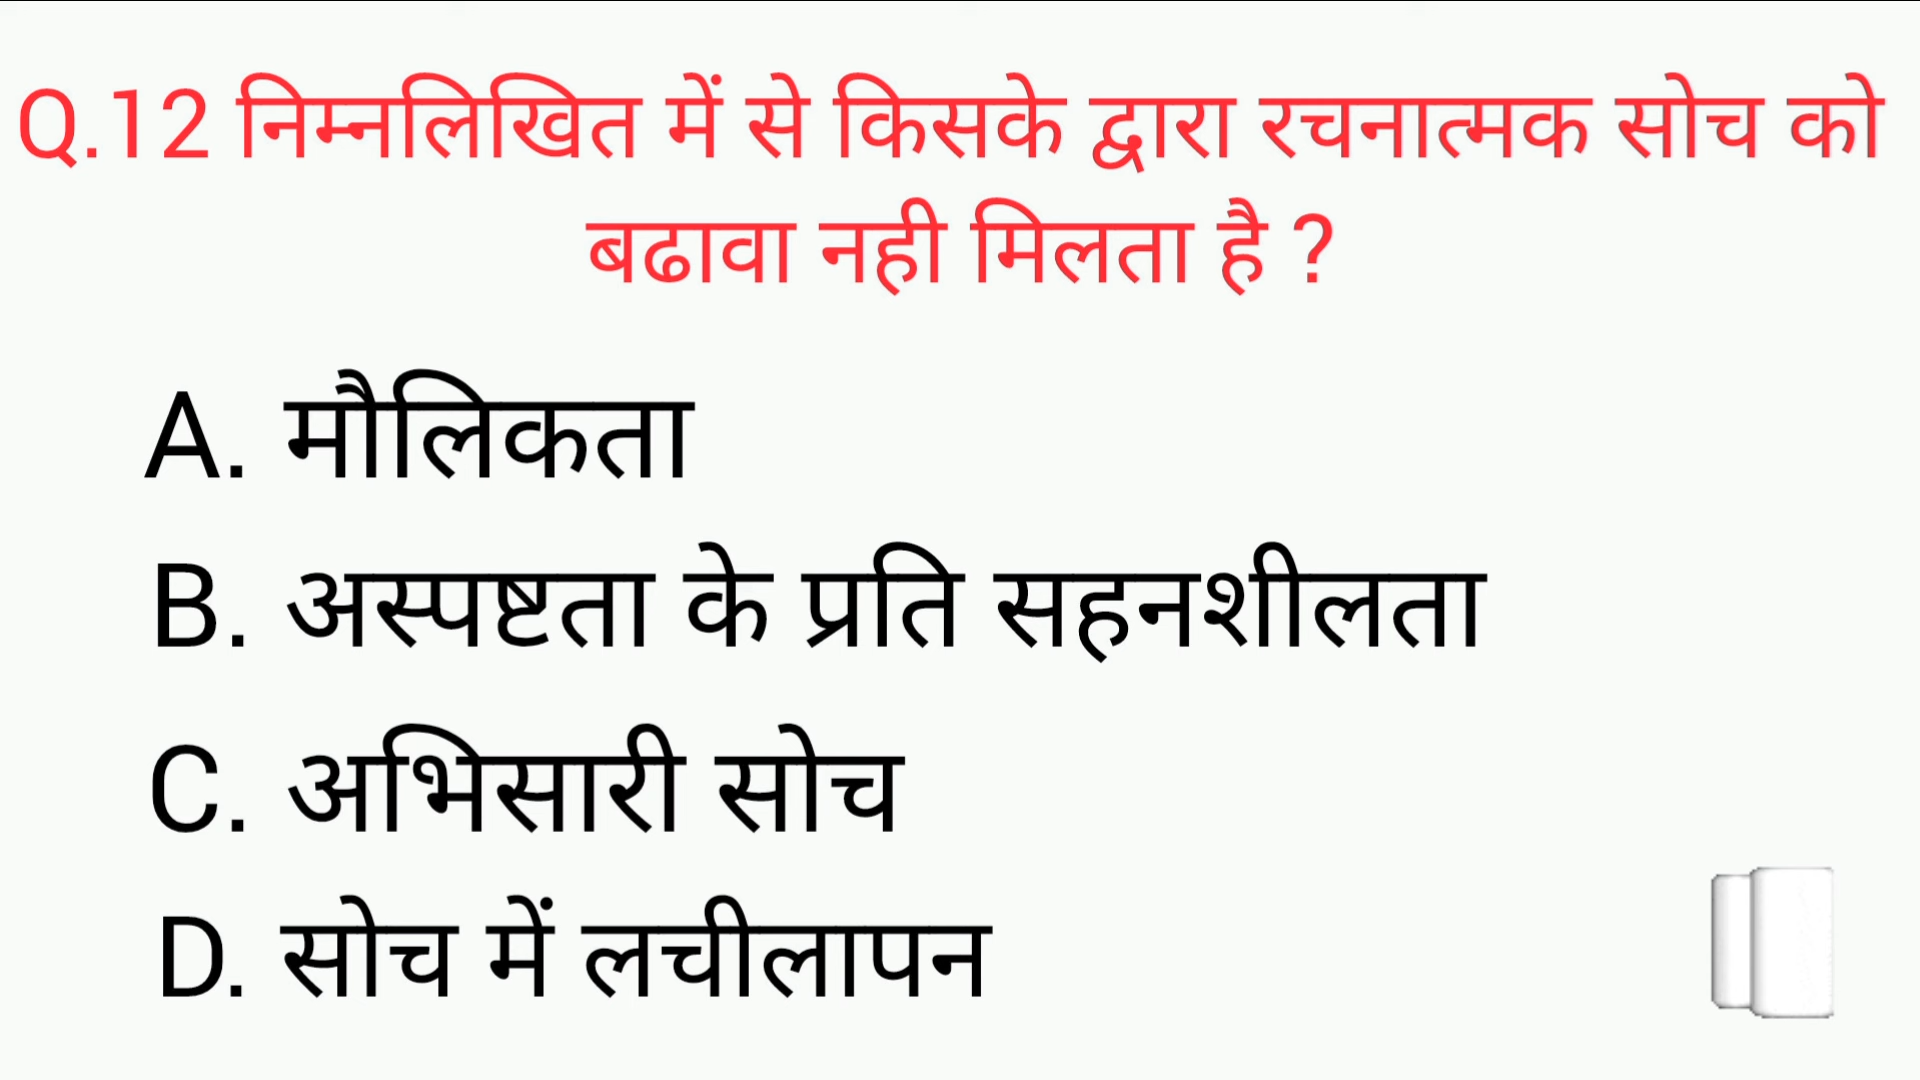 Q.12 निम्नलिखित में से किसके द्वारा रचनात्मक सोच को
बढावा नही मिलता है ?
A. मौलिकता
B. अस्पष्टता के प्रति सहनशीलता
C. अभिसारी सोच
D. सोच में लचीलापन